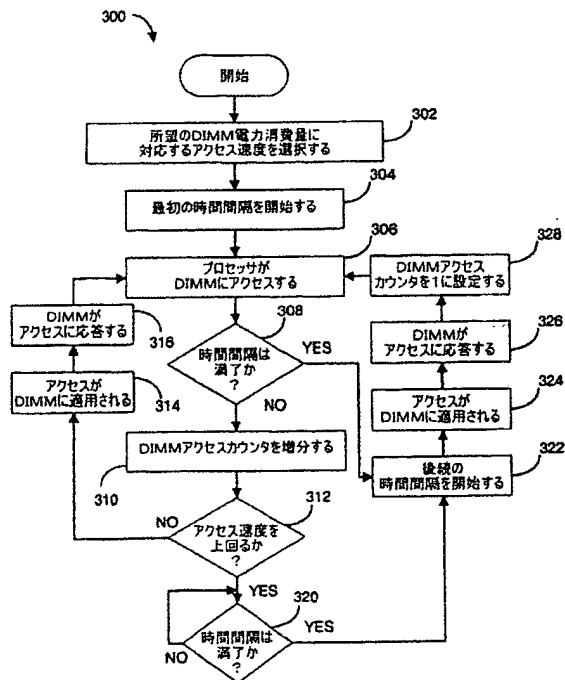 300
開始
302
所望のDIMM電力消費量に
対応するアクセス速度を選択する
304
最初の時間間隔を開始する
306
プロセッサが
DIMMにアクセスする
328
DIMMアクセス
カウンタを1に設定する
308
時間間隔は
満了か
?
YES
NO
316
DIMMが
アクセスに応答する
326
DIMMが
アクセスに応答する
314
アクセスが
DIMMに適用される
324
アクセスが
DIMMに適用される
310
DIMMアクセスカウンタを増分する
322
後続の
時間間隔を開始する
312
アクセス速度を
上回るか
?
NO
YES
320
時間間隔は
満了か
?
NO
YES